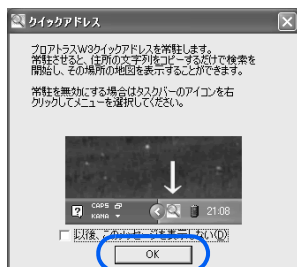 クイックアドレス
プロアトラスW3クイックアドレスを常駐します。
常駐させると、住所の文字列をコピーするだけで検索を
開始し、その場所の地図を表示することができます。
常駐を無効にする場合はタスクバーのアイコンを右
クリックしてメニューを選択してください。
CAPS
KANA
21:08
以後、このメッセージを表示しない(D)
OK